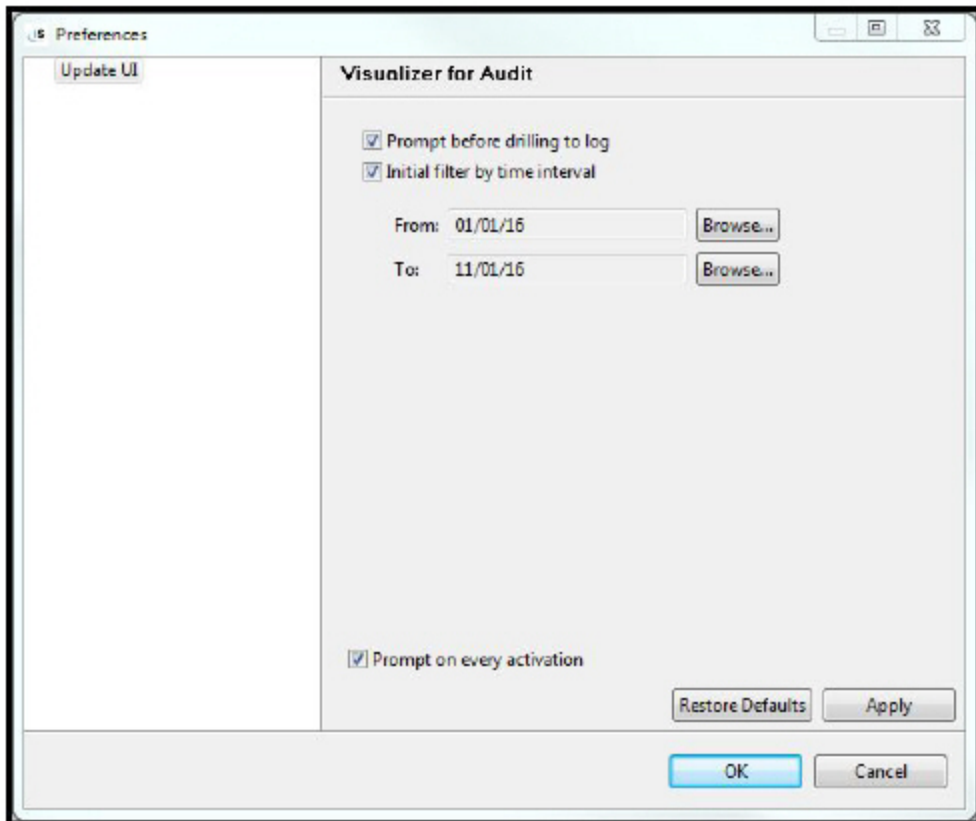 Preferences
Update UI
Visualizer for Audit
Prompt before drilling to log
Initial filter by time interval
From: 01/01/16 Browse...
To: 11/01/16 Browse...
Prompt on every activation
Restore Defaults Apply
OK Cancel